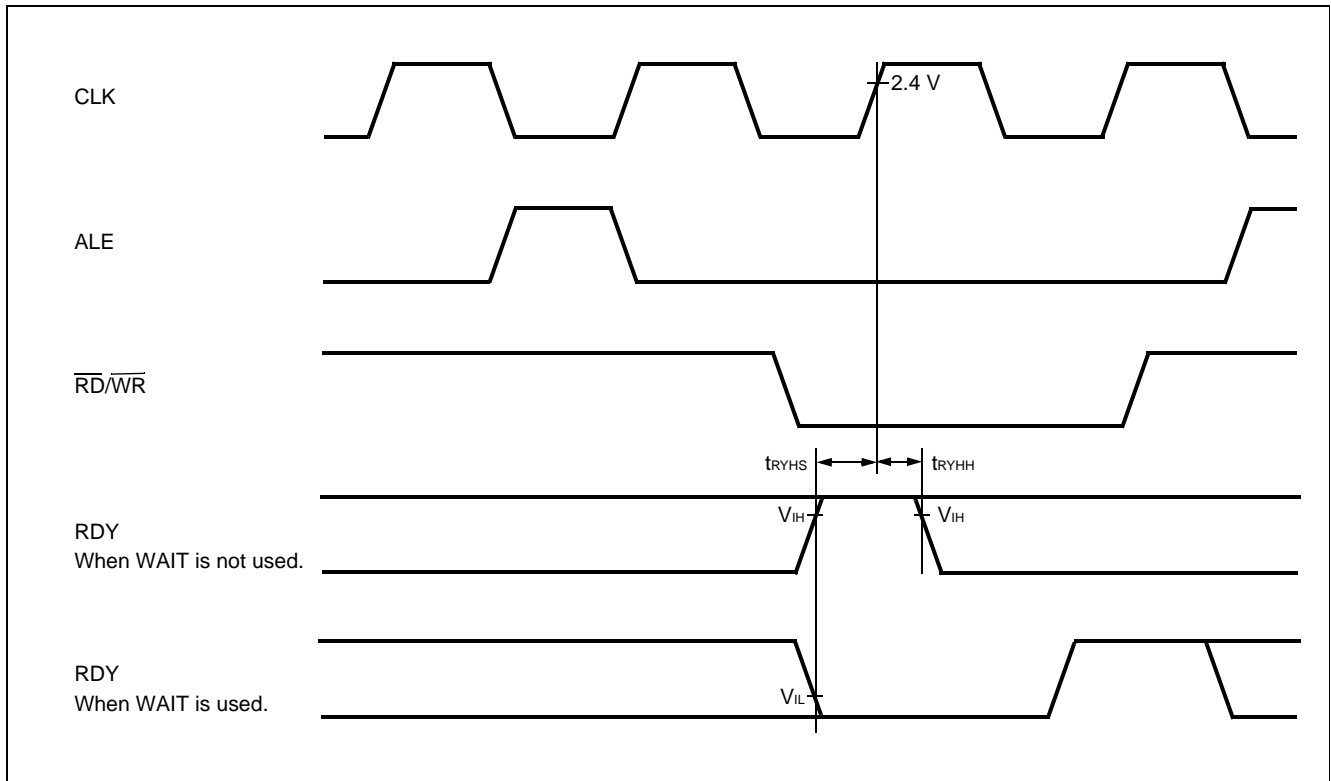 CLK
2.4 V
ALE
RD/WR
tRYHS
tRYHH
VIH
VIH
RDY
When WAIT is not used.
RDY
When WAIT is used.
VIL